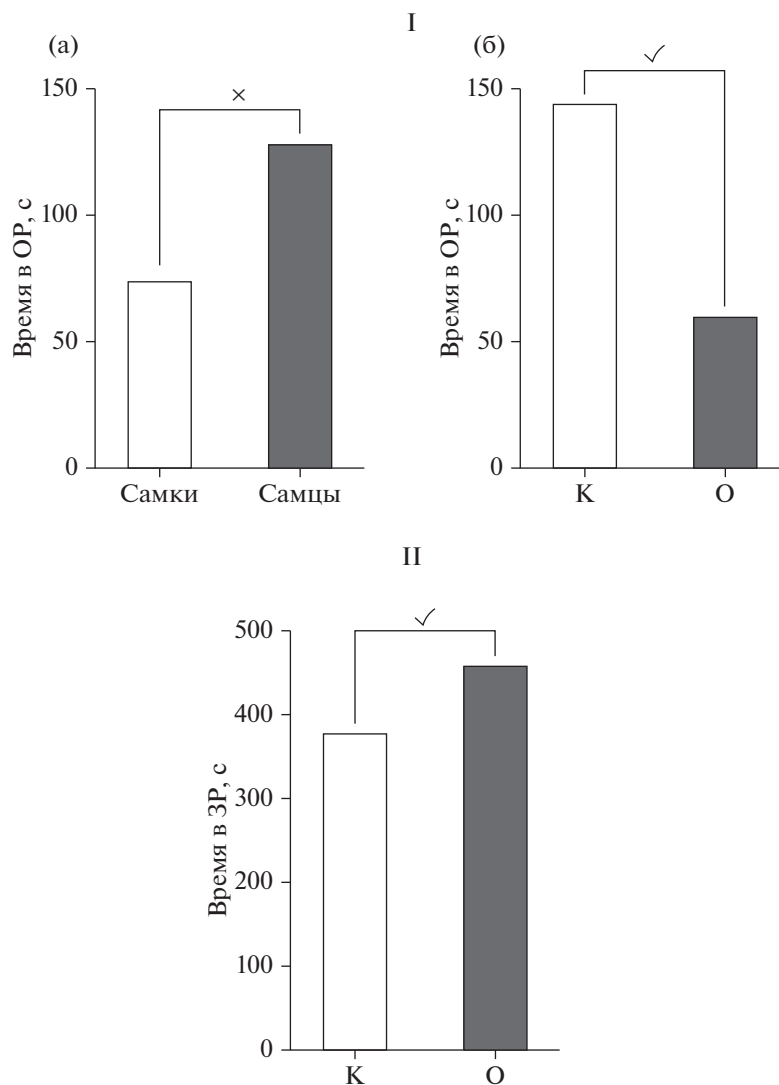 I
(а)
Время в ОР, с
150
100
50
0
×
Самки
Самцы
(б)
Время в ОР, с
150
100
50
0
✓
К
О
II
Время в ЗР, с
500
400
300
200
100
0
✓
К
О